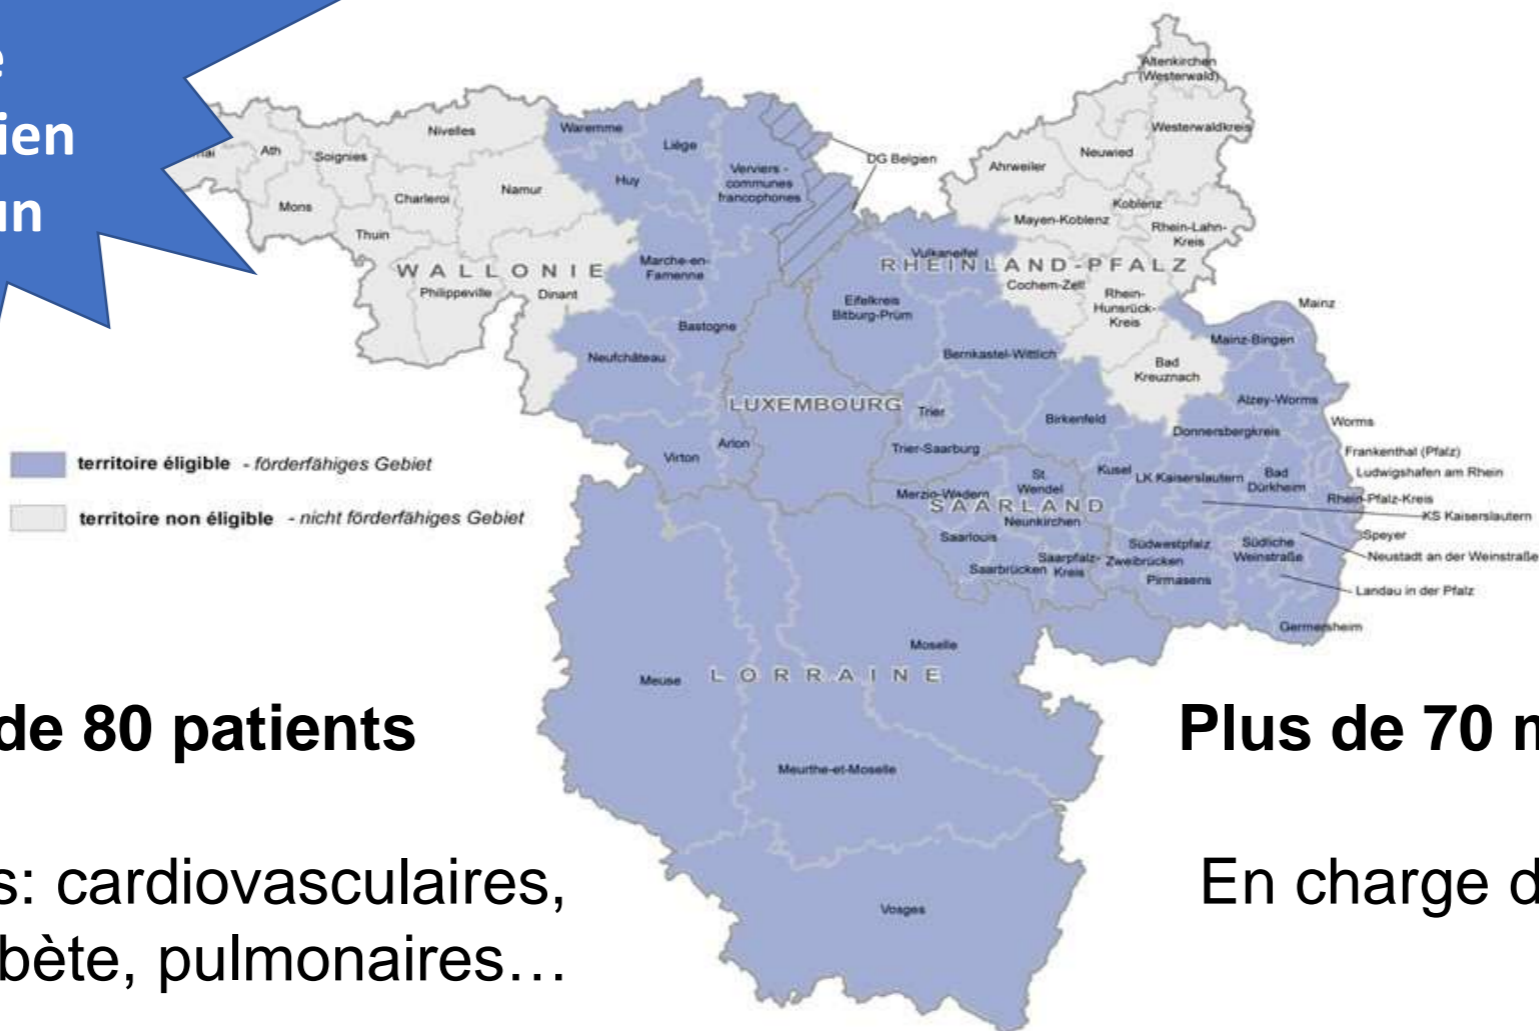 ien
un
Altenkirchen
(Westerwald)
Westerwaldkreis
Neuwied
Ahrweiler
Koblenz
Mayen-Koblenz
Rhein-Lahn-
Kreis
Nivelles
Ath
Soignies
Mons
Charleroi
Namur
Thuin
WALLONIE
Philippeville
Dinant
Waremme
Liége
Huy
Verviers -
communes
francophones
DG Belgien
Marche-en-
Famenne
Bastogne
Neufchâteau
Virton
Arlon
LUXEMBOURG
Vulkaneifel
RHEINLAND-PFALZ
Cochem-Zell
Rhein-
Hunsrück-
Kreis
Eifelkreis
Bitburg-Prüm
Bernkastel-Wittlich
Bad
Kreuznach
Mainz
Mainz-Bingen
Alzey-Worms
Worms
Trier
Birkenfeld
Donnersbergkreis
Frankenthal (Pfalz)
Trier-Saarburg
Ludwigshafen am Rhein
Kusel
LK Kaiserslautern
Bad
Dürkheim
Rhein-Pfalz-Kreis
KS Kaiserslautern
Merzig-Wadern
St.
Wendel
SAARLAND
Neunkirchen
Saarlouis
Saarbrücken
Saarpfalz-
Kreis
Südwestpfalz
Zweibrücken
Pirmasens
Südliche
Weinstraße
Speyer
Neustadt an der Weinstraße
Landau in der Pfalz
Germersheim
territoire éligible - förderfähiges Gebiet
territoire non éligible - nicht förderfähiges Gebiet
Moselle
Meuse
LORRAINE
Meurthe-et-Moselle
Vosges
de 80 patients
s: cardiovasculaires,
bète, pulmonaires…
Plus de 70
En charge